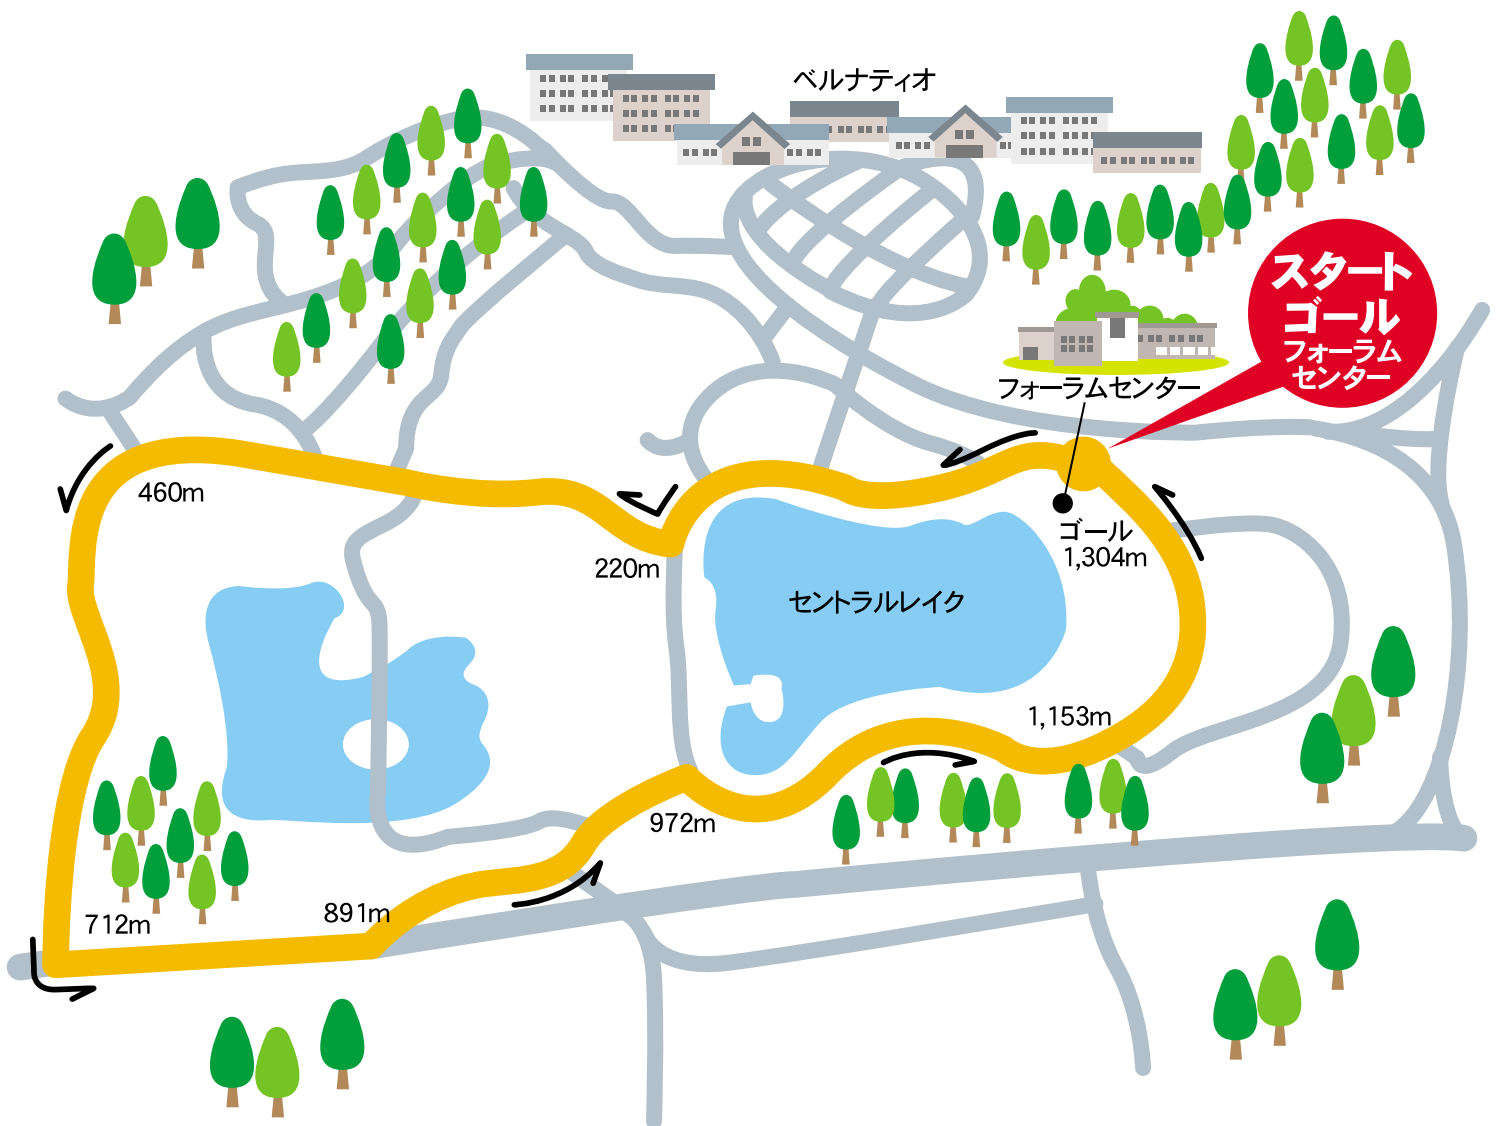 ベルナティオ
スタート
ゴール
フォーラム
センター
フォーラムセンター
460m
220m
ゴール
1,304m
セントラルレイク
1,153m
972m
891m
712m